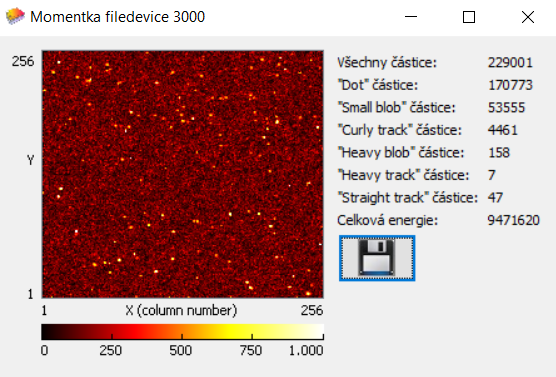 Momentka filedevice 3000
256
Y
1
1 X (column number) 256
0 250 500 750 1.000
Všechny částice: 229001
"Dot" částice: 170773
"Small blob" částice: 53555
"Curly track" částice: 4461
"Heavy blob" částice: 158
"Heavy track" částice: 7
"Straight track" částice: 47
Celková energie: 9471620